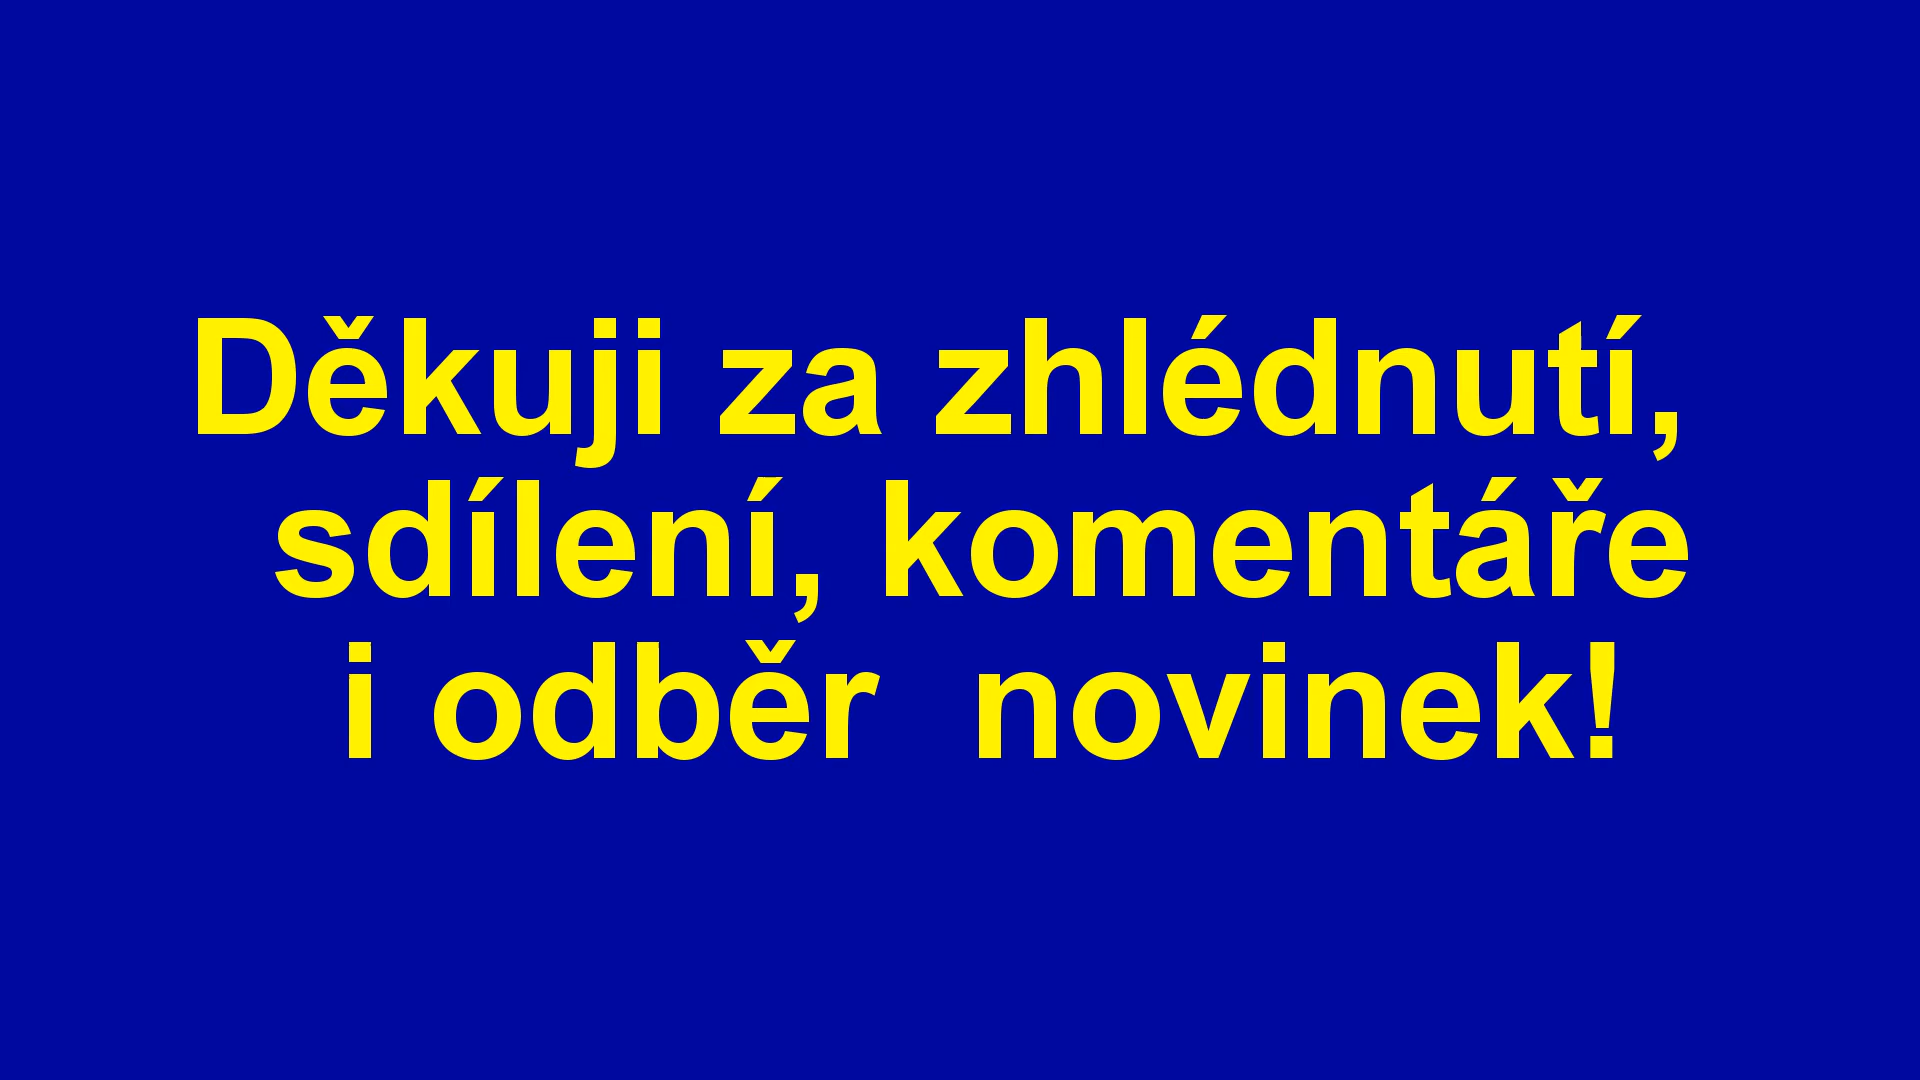 Děkuji za zhlédnutí,
sdílení, komentáře
i odběr  novinek!